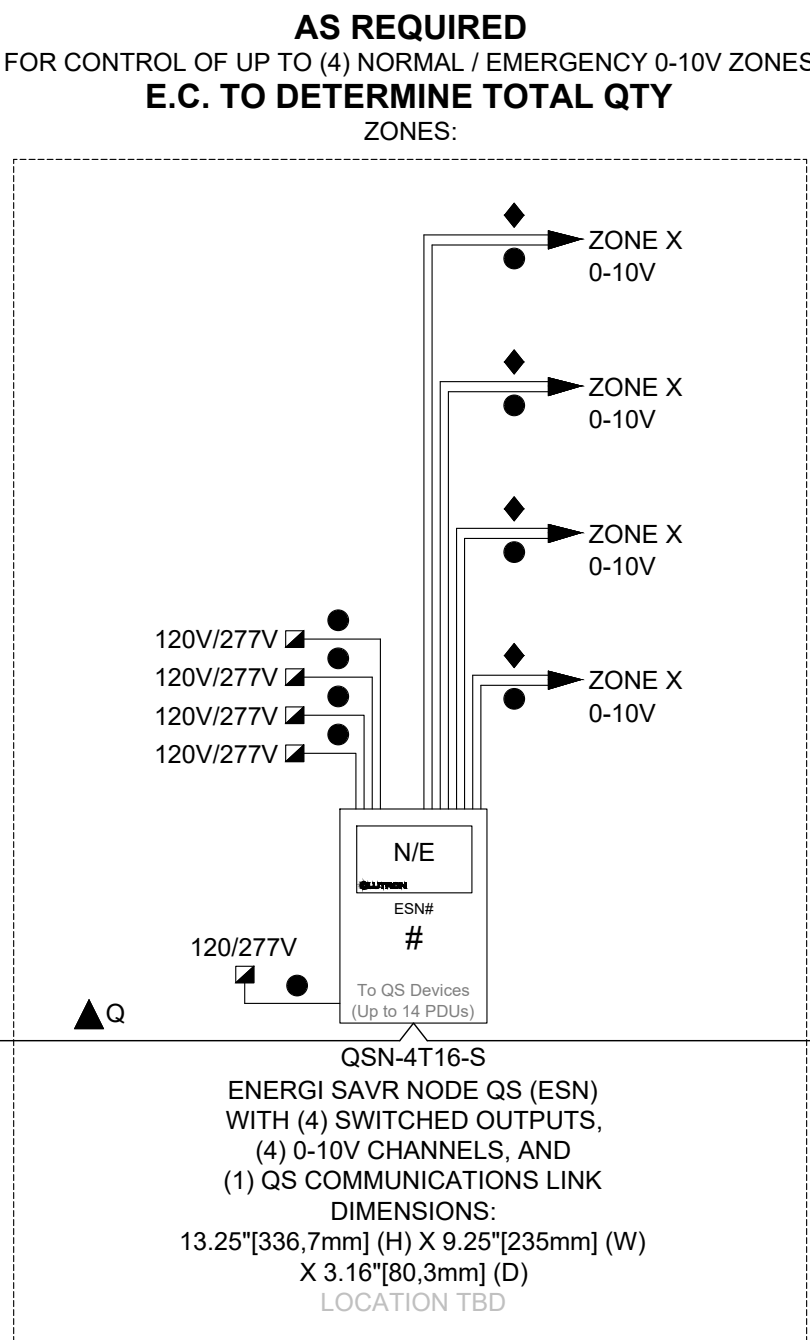 AS REQUIRED
FOR CONTROL OF UP TO (4) NORMAL / EMERGENCY 0-10V ZONES
E.C. TO DETERMINE TOTAL QTY
ZONES:
ZONE X
0-10V
ZONE X
0-10V
ZONE X
0-10V
ZONE X
0-10V
120V/277V
120V/277V
120V/277V
120V/277V
N/E
LUTRON
ESN#
#
120/277V
To QS Devices
(Up to 14 PDUs)
Q
QSN-4T16-S
ENERGI SAVR NODE QS (ESN)
WITH (4) SWITCHED OUTPUTS,
(4) 0-10V CHANNELS, AND
(1) QS COMMUNICATIONS LINK
DIMENSIONS:
13.25"[336,7mm] (H) X 9.25"[235mm] (W)
X 3.16"[80,3mm] (D)
LOCATION TBD